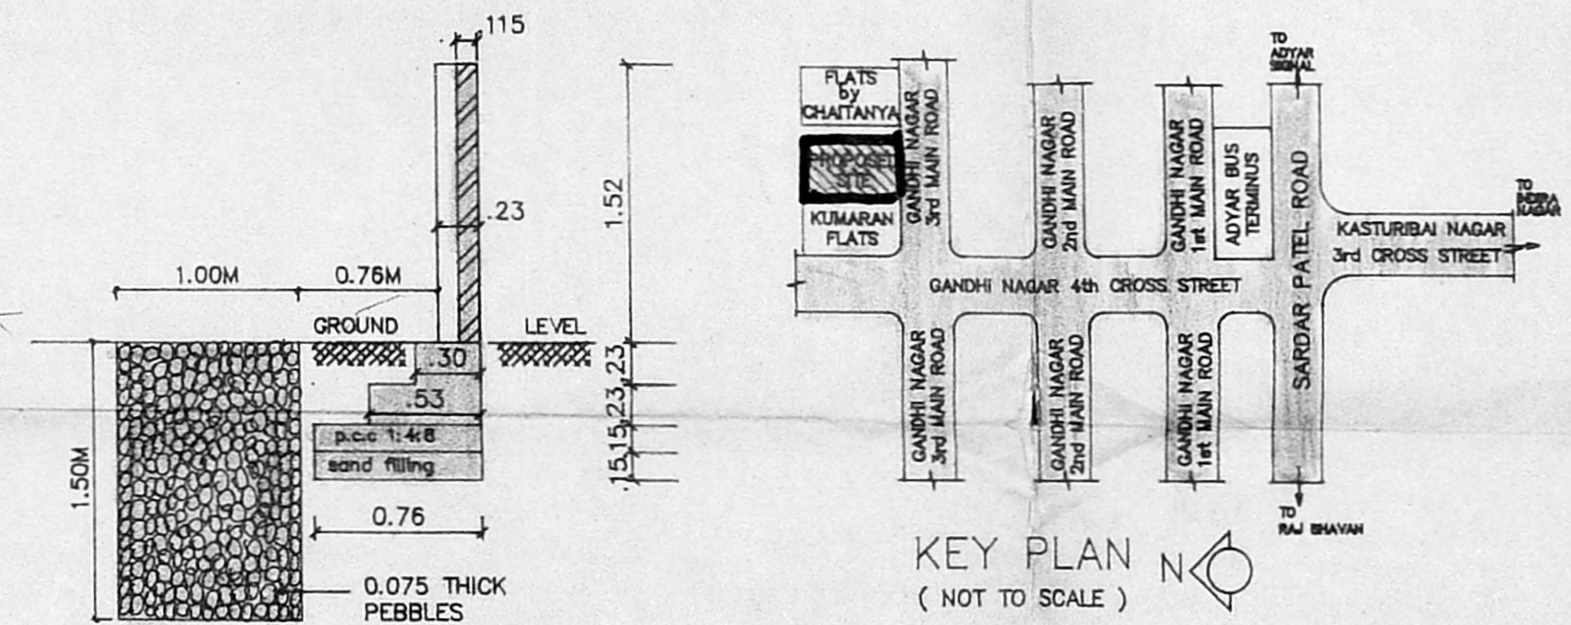 .115
.23
1.52
1.00M
0.76M
GROUND
LEVEL
.30
.23
.53
.23
p.c.c 1:4:8
.15
sand filling
.15
1.50M
0.76
0.075 THICK
PEBBLES
FLATS
by
CHAITANYA
PROPOSED
SITE
KUMARAN
FLATS
GANDHI NAGAR
3rd MAIN ROAD
GANDHI NAGAR
2nd MAIN ROAD
GANDHI NAGAR
1st MAIN ROAD
ADYAR BUS
TERMINUS
TO
ADYAR
SIGNAL
SARDAR PATEL ROAD
TO
INDIRA
NAGAR
KASTURIBAI NAGAR
3rd CROSS STREET
GANDHI NAGAR 4th CROSS STREET
GANDHI NAGAR
3rd MAIN ROAD
GANDHI NAGAR
2nd MAIN ROAD
GANDHI NAGAR
1st MAIN ROAD
TO
RAJ BHAVAN
KEY PLAN
N
( NOT TO SCALE )